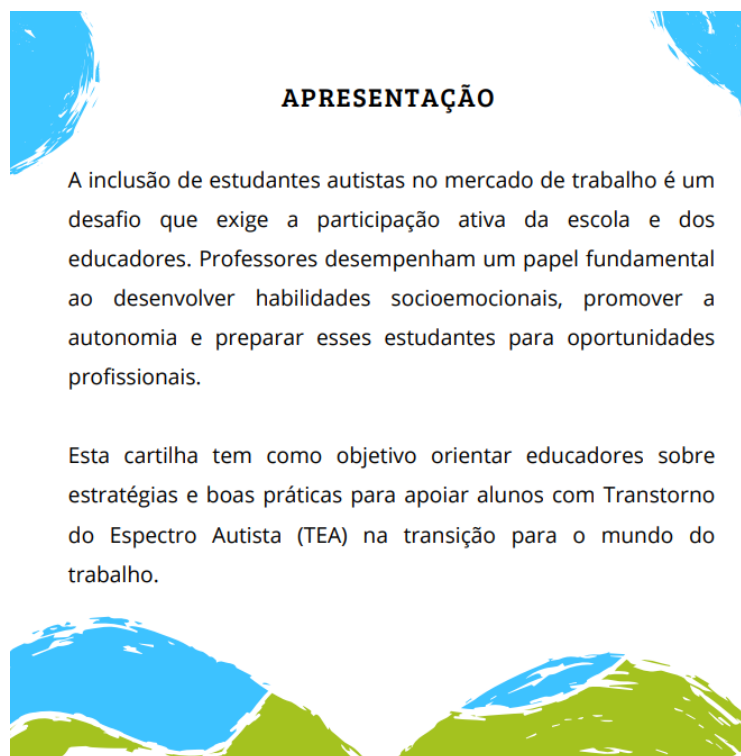 APRESENTAÇÃO
A inclusão de estudantes autistas no mercado de trabalho é um
desafio que exige a participação ativa da escola e dos
educadores. Professores desempenham um papel fundamental
ao desenvolver habilidades socioemocionais, promover a
autonomia e preparar esses estudantes para oportunidades
profissionais.
Esta cartilha tem como objetivo orientar educadores sobre
estratégias e boas práticas para apoiar alunos com Transtorno
do Espectro Autista (TEA) na transição para o mundo do
trabalho.